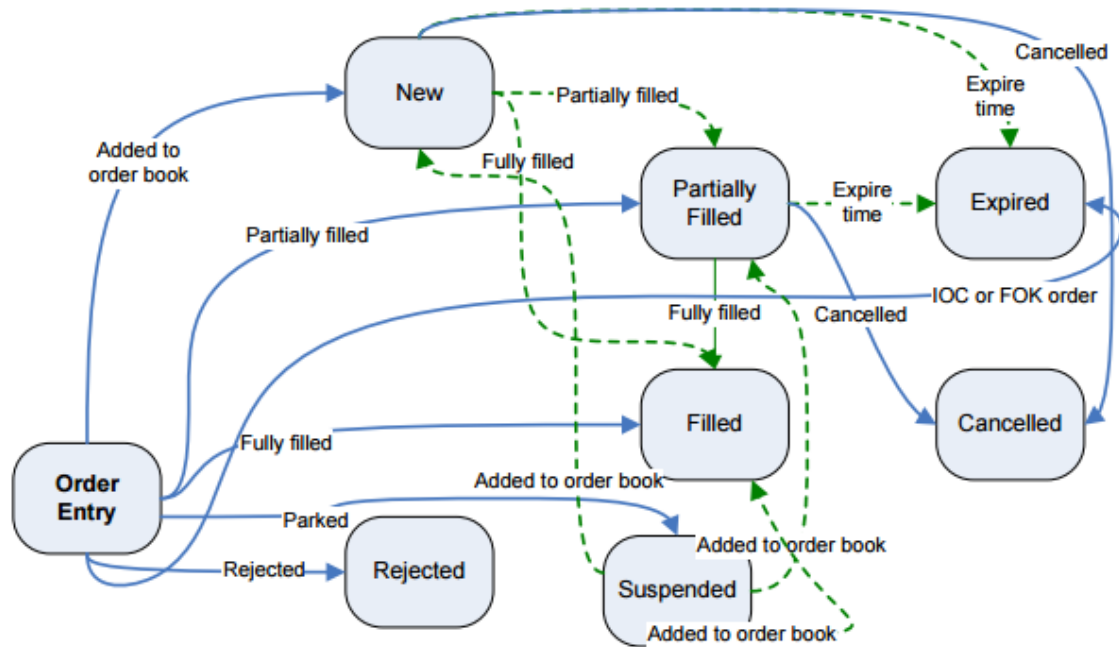 Cancelled
New
Partially filled
Expire
time
Added to
order book
Fully filled
Partially
Filled
Expire
time
Expired
Partially filled
IOC or FOK order
Fully filled
Cancelled
Filled
Cancelled
Fully filled
Order
Entry
Added to order book
Parked
Added to order book
Rejected
Rejected
Suspended
Added to order book